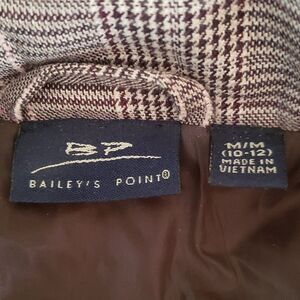 BP
BAILEY'S POINT®
M/M
(10-12)
MADE IN
VIETNAM